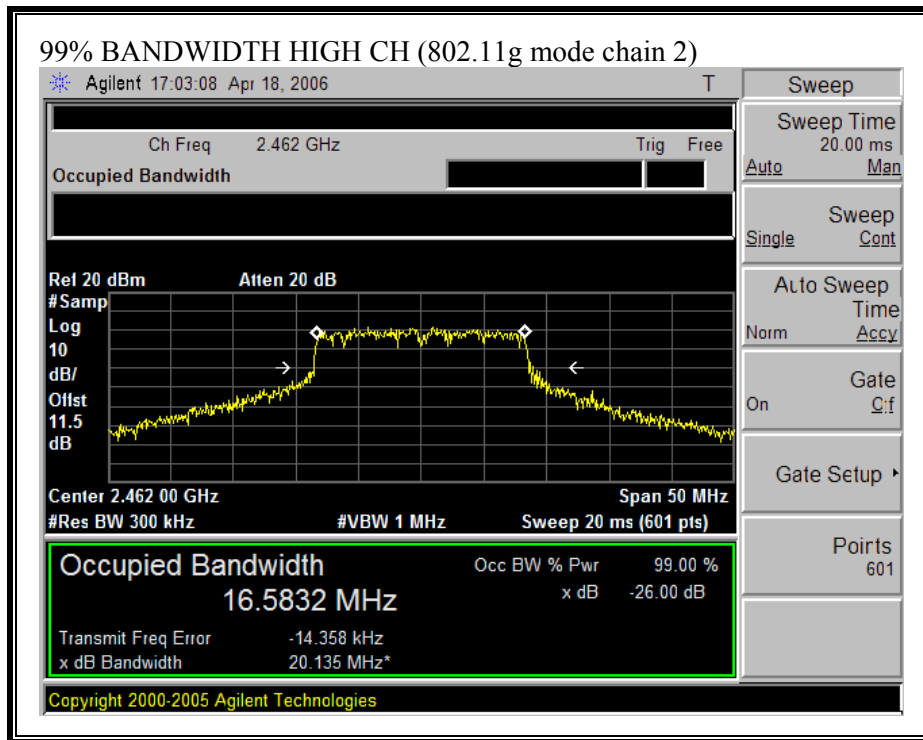 99% BANDWIDTH HIGH CH (802.11g mode chain 2)
Agilent 17:03:08 Apr 18, 2006 T
Ch Freq 2.462 GHz Trig Free
Occupied Bandwidth
Ref 20 dBm Atten 20 dB
#Samp
Log
10
dB/
Offst
11.5
dB
Center 2.462 00 GHz Span 50 MHz
#Res BW 300 kHz #VBW 1 MHz Sweep 20 ms (601 pts)
Occupied Bandwidth Occ BW % Pwr 99.00 %
16.5832 MHz x dB -26.00 dB
Transmit Freq Error -14.358 kHz
x dB Bandwidth 20.135 MHz*
Copyright 2000-2005 Agilent Technologies
Sweep
Sweep Time
20.00 ms
Auto Man
Sweep
Single Cont
Auto Sweep
Time
Norm Accy
Gate
On Off
Gate Setup
Points
601